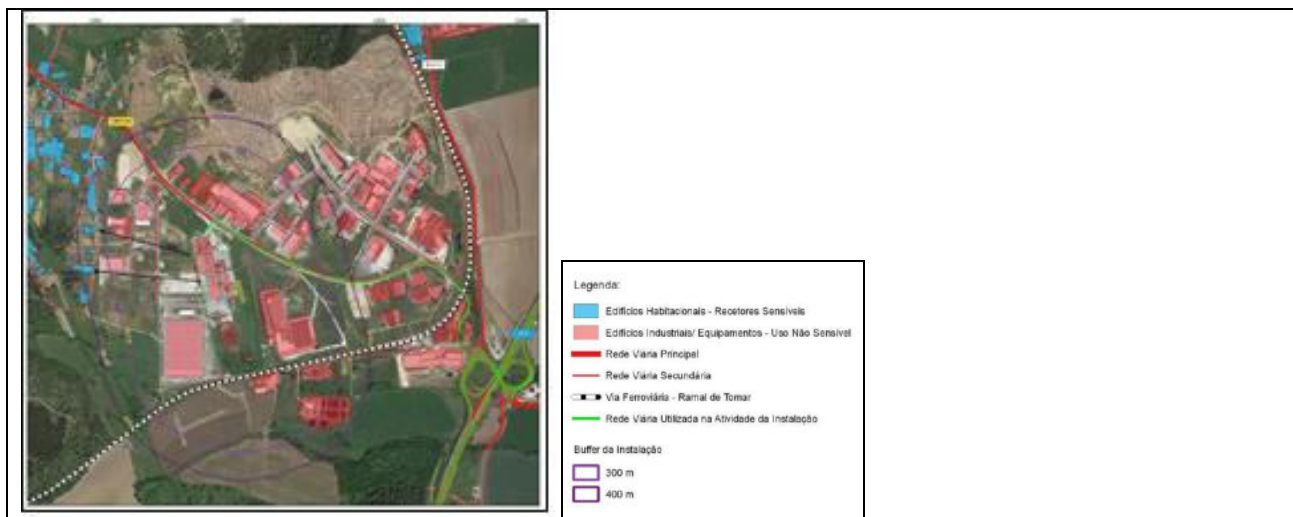 Legenda:
Edifícios Habitacionais - Recetores Sensíveis
Edifícios Industriais/ Equipamentos - Uso Não Sensível
Rede Viária Principal
Rede Viária Secundária
Via Ferroviária - Ramal de Tomar
Rede Viária Utilizada na Atividade da Instalação
Buffer da Instalação
300 m
400 m